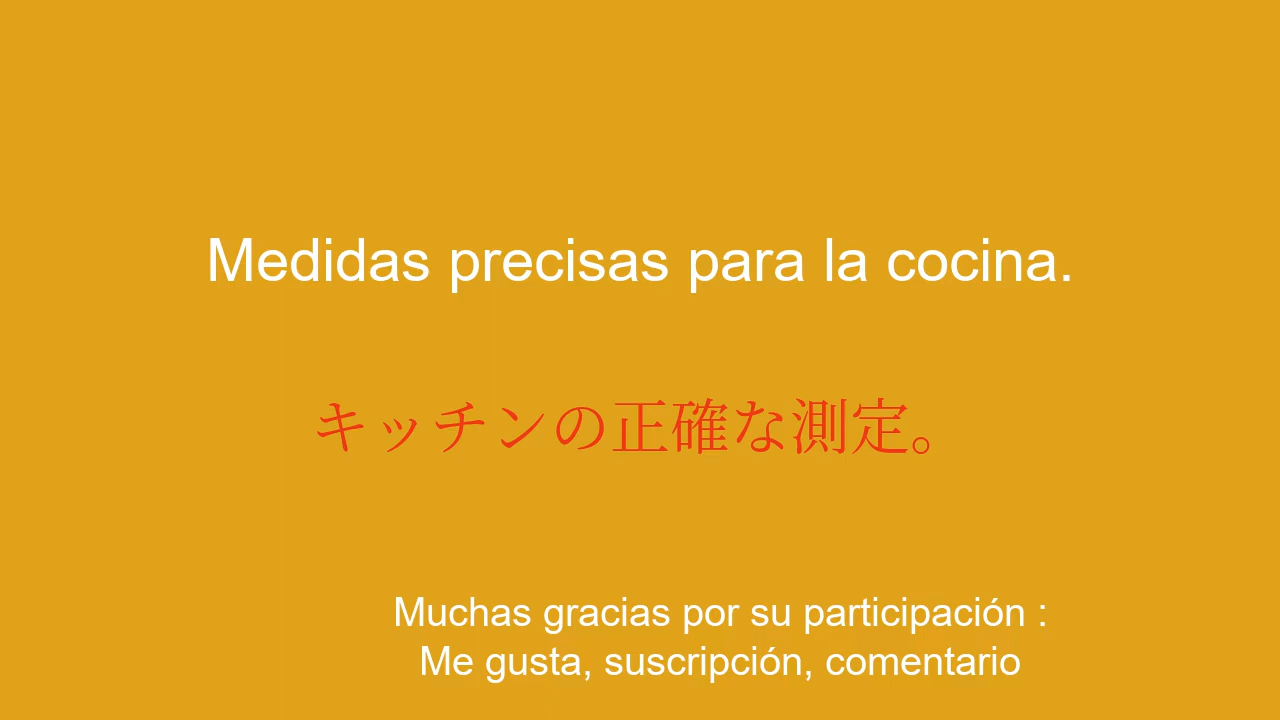 Medidas precisas para la cocina.
キッチンの正確な測定。
Muchas gracias por su participación :
Me gusta, suscripción, comentario